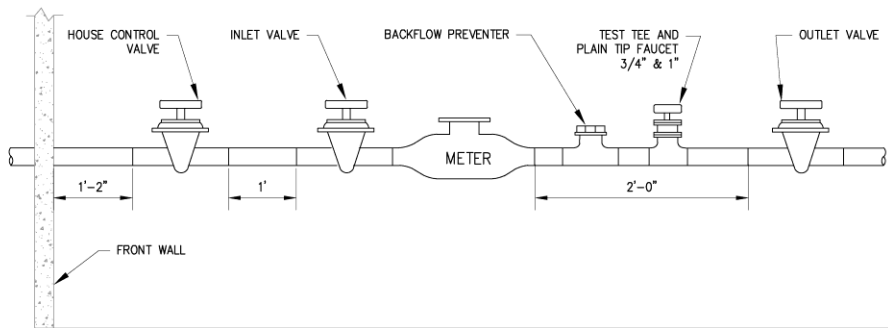 HOUSE CONTROL
VALVE
INLET VALVE
BACKFLOW PREVENTER
TEST TEE AND
PLAIN TIP FAUCET
3/4" & 1"
OUTLET VALVE
METER
1'-2"
1'
2'-0"
FRONT WALL